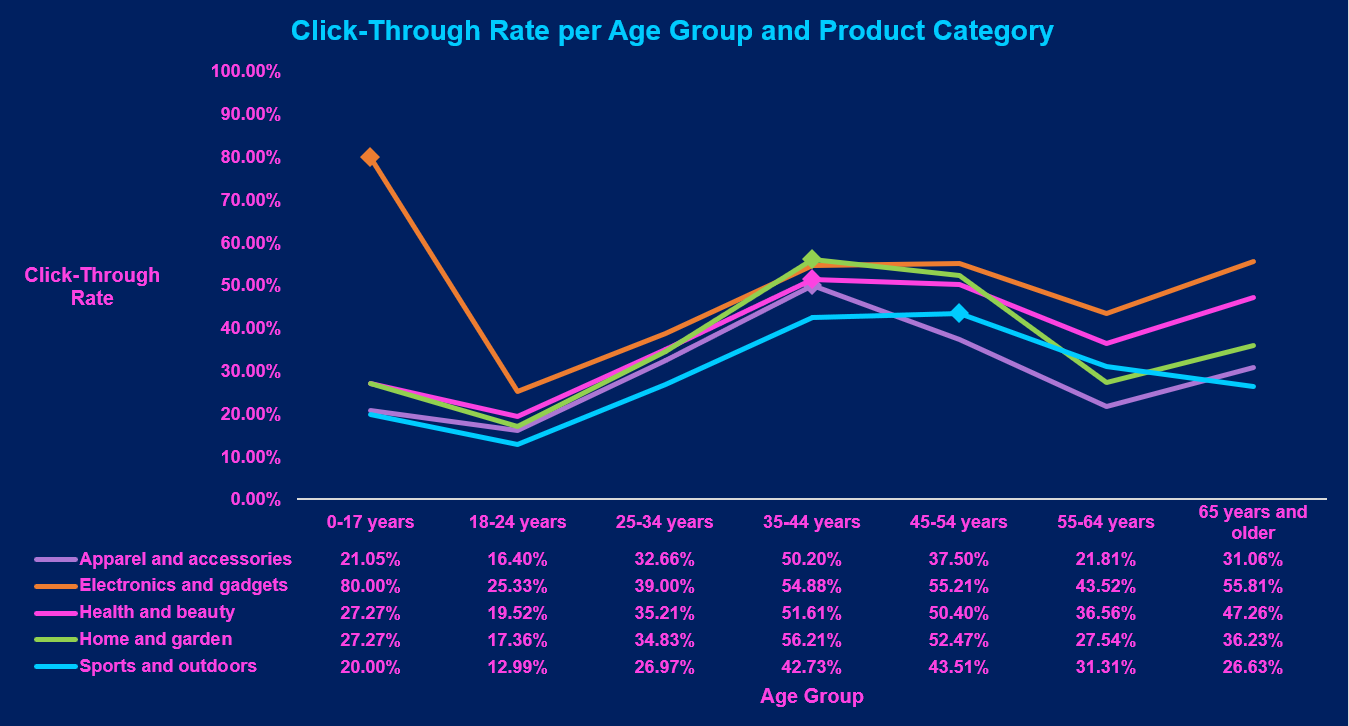 Click-Through Rate per Age Group and Product Category
100.00%
90.00%
80.00%
70.00%
60.00%
50.00%
40.00%
30.00%
20.00%
10.00%
0.00%
Click-Through
Rate
0-17 years 18-24 years 25-34 years 35-44 years 45-54 years 55-64 years 65 years and
older
Apparel and accessories 21.05% 16.40% 32.66% 50.20% 37.50% 21.81% 31.06%
Electronics and gadgets 80.00% 25.33% 39.00% 54.88% 55.21% 43.52% 55.81%
Health and beauty 27.27% 19.52% 35.21% 51.61% 50.40% 36.56% 47.26%
Home and garden 27.27% 17.36% 34.83% 56.21% 52.47% 27.54% 36.23%
Sports and outdoors 20.00% 12.99% 26.97% 42.73% 43.51% 31.31% 26.63%
Age Group